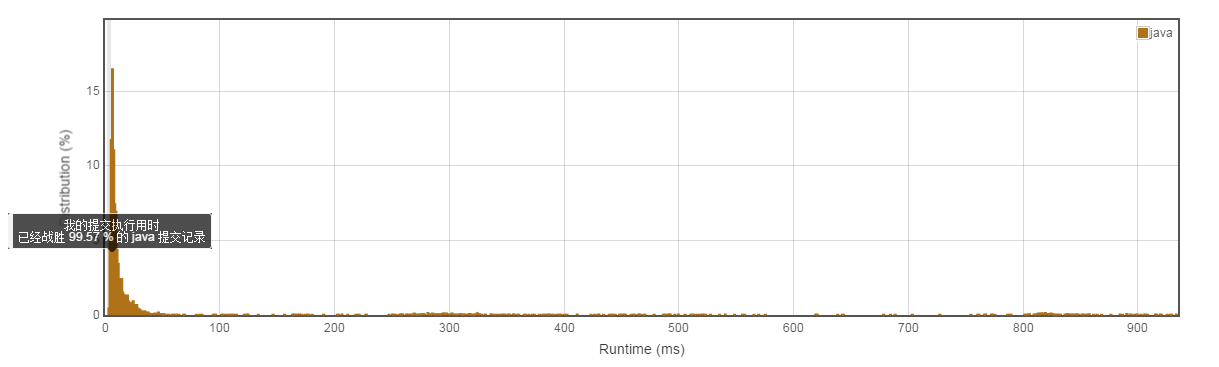 java
15
10
stribution (%)
我的提交执行用时
已经战胜 99.57 % 的 java 提交记录
0
0 100 200 300 400 500 600 700 800 900
Runtime (ms)